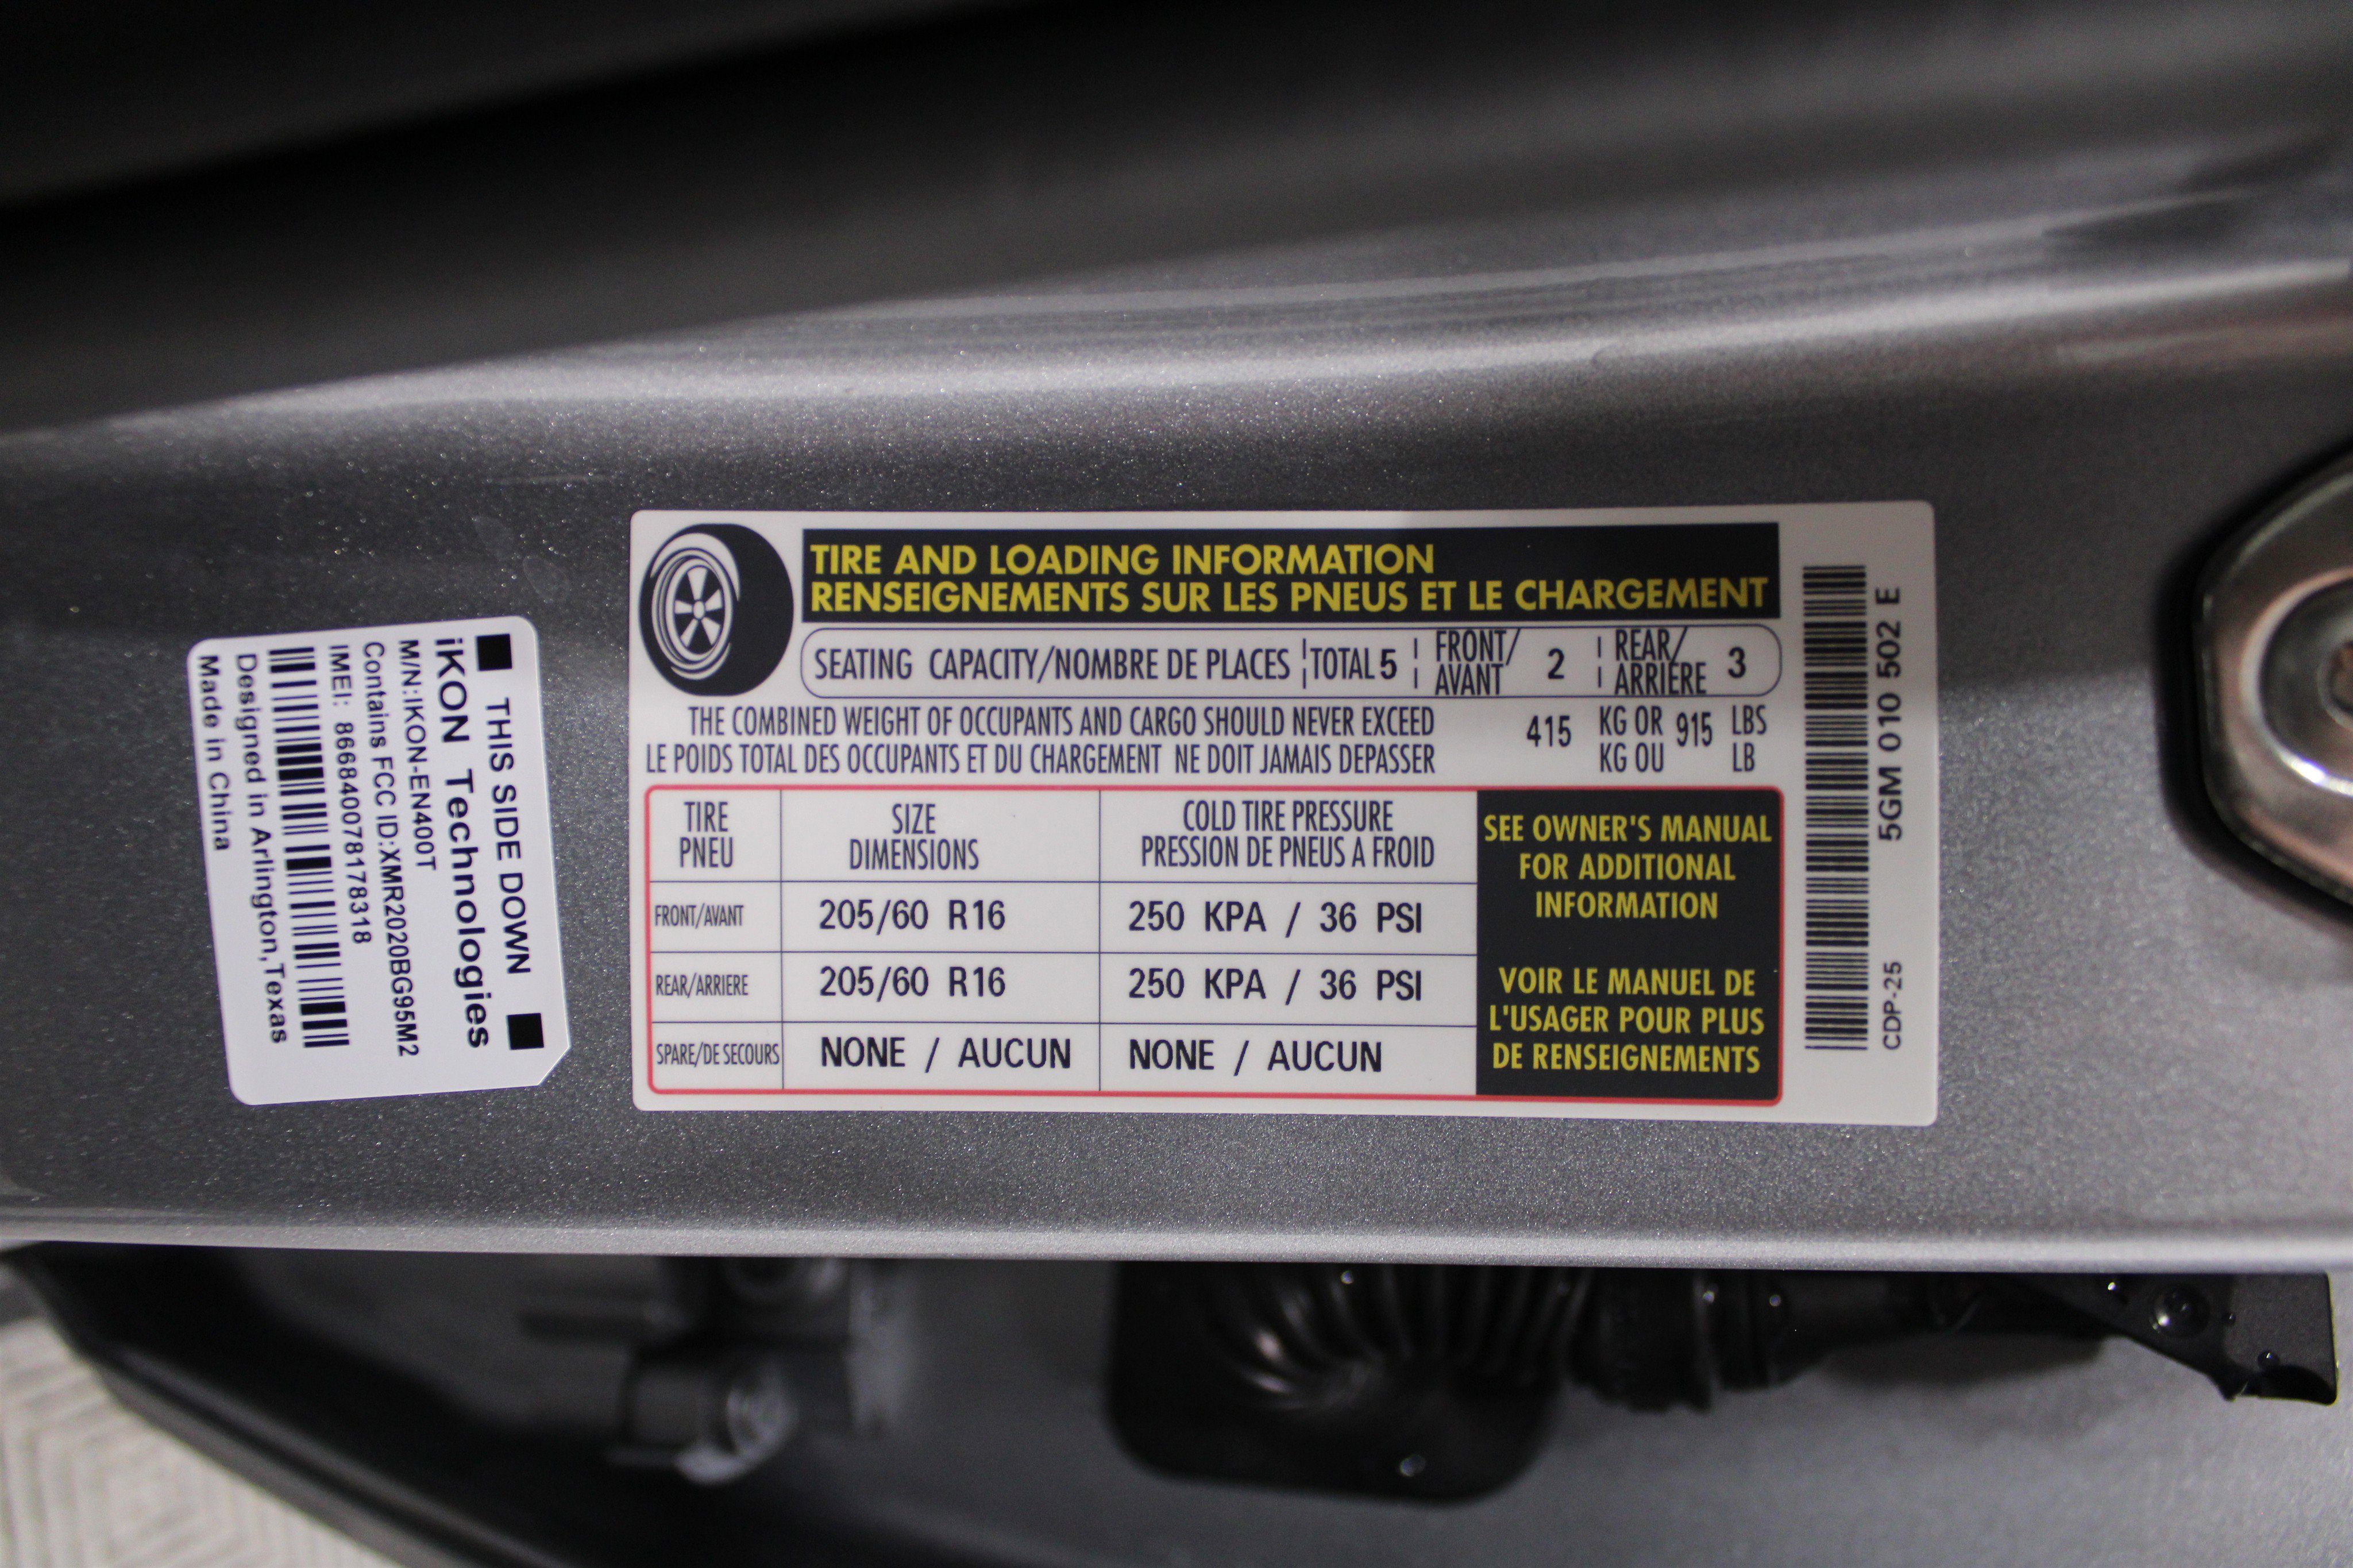 THIS SIDE DOWN
iKON Technologies
M/N:IKON-EN400T
Contains FCC ID:XMR2020BG95M2
IMEI: 866840078178318
Designed in Arlington,Texas
Made in China
TIRE AND LOADING INFORMATION
RENSEIGNEMENTS SUR LES PNEUS ET LE CHARGEMENT
SEATING CAPACITY/NOMBRE DE PLACES TOTAL 5 FRONT/AVANT 2 REAR/ARRIERE 3
THE COMBINED WEIGHT OF OCCUPANTS AND CARGO SHOULD NEVER EXCEED 415 KG OR 915 LBS
LE POIDS TOTAL DES OCCUPANTS ET DU CHARGEMENT NE DOIT JAMAIS DEPASSER KG OU LB
TIRE SIZE COLD TIRE PRESSURE
PNEU DIMENSIONS PRESSION DE PNEUS A FROID
FRONT/AVANT 205/60 R16 250 KPA / 36 PSI
REAR/ARRIERE 205/60 R16 250 KPA / 36 PSI
SPARE/DE SECOURS NONE / AUCUN NONE / AUCUN
SEE OWNER'S MANUAL
FOR ADDITIONAL
INFORMATION
VOIR LE MANUEL DE
L'USAGER POUR PLUS
DE RENSEIGNEMENTS
5GM 010 502 E
CDP-25